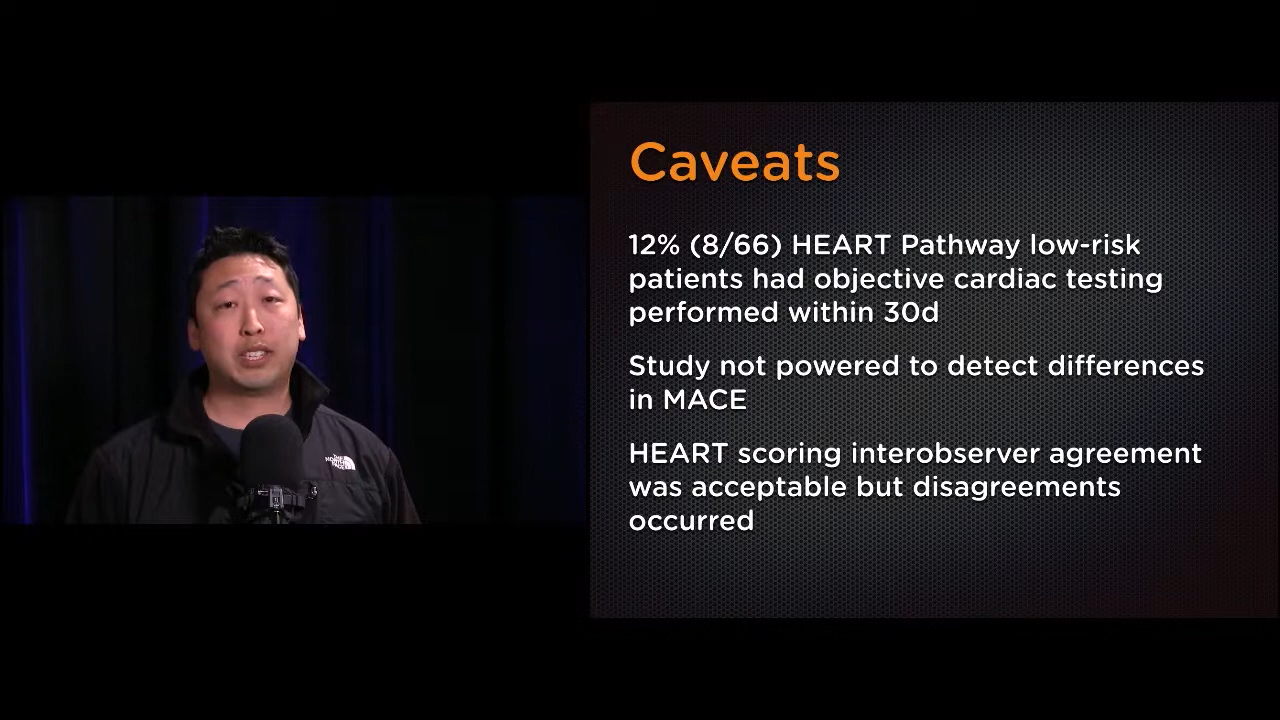 Caveats
12% (8/66) HEART Pathway low-risk
patients had objective cardiac testing
performed within 30d
Study not powered to detect differences
in MACE
HEART scoring interobserver agreement
was acceptable but disagreements
occurred
THE
NORTH
FACE